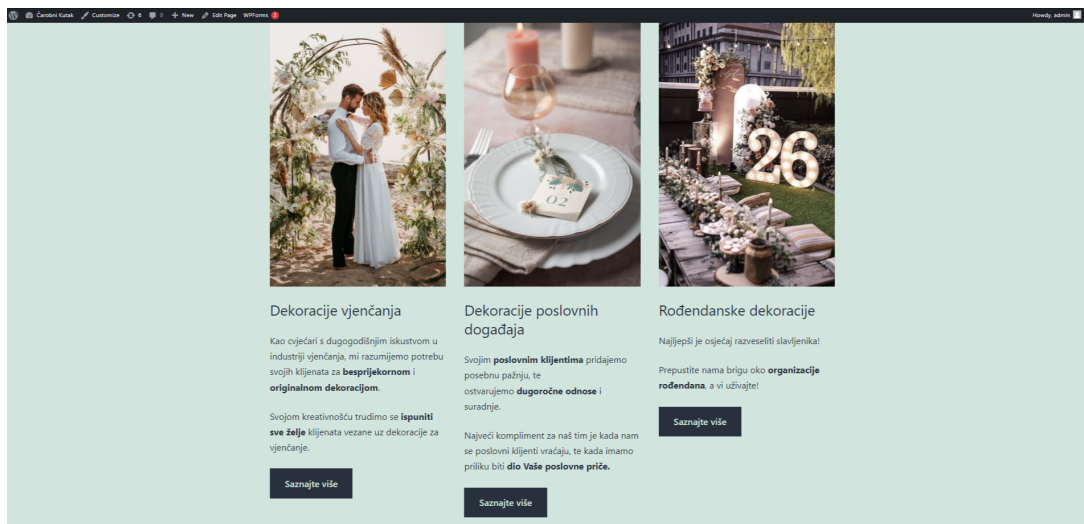 Čarobni Kutak Customize 6 0 New Edit Page WPForms 2 Howdy, admin
02
26
Dekoracije vjenčanja
Kao cvjećari s dugogodišnjim iskustvom u
industriji vjenčanja, mi razumijemo potrebu
svojih klijenata za besprijekornom i
originalnom dekoracijom.
Svojom kreativnošću trudimo se ispuniti
sve želje klijenata vezane uz dekoracije za
vjenčanje.
Saznajte više
Dekoracije poslovnih
događaja
Svojim poslovnim klijentima pridajemo
posebnu pažnju, te
ostvarujemo dugoročne odnose i
suradnje.
Najveći kompliment za naš tim je kada nam
se poslovni klijenti vraćaju, te kada imamo
priliku biti dio Vaše poslovne priče.
Saznajte više
Rođendanske dekoracije
Najljepši je osjećaj razveseliti slavljenika!
Prepustite nama brigu oko organizacije
rođendana, a vi uživajte!
Saznajte više